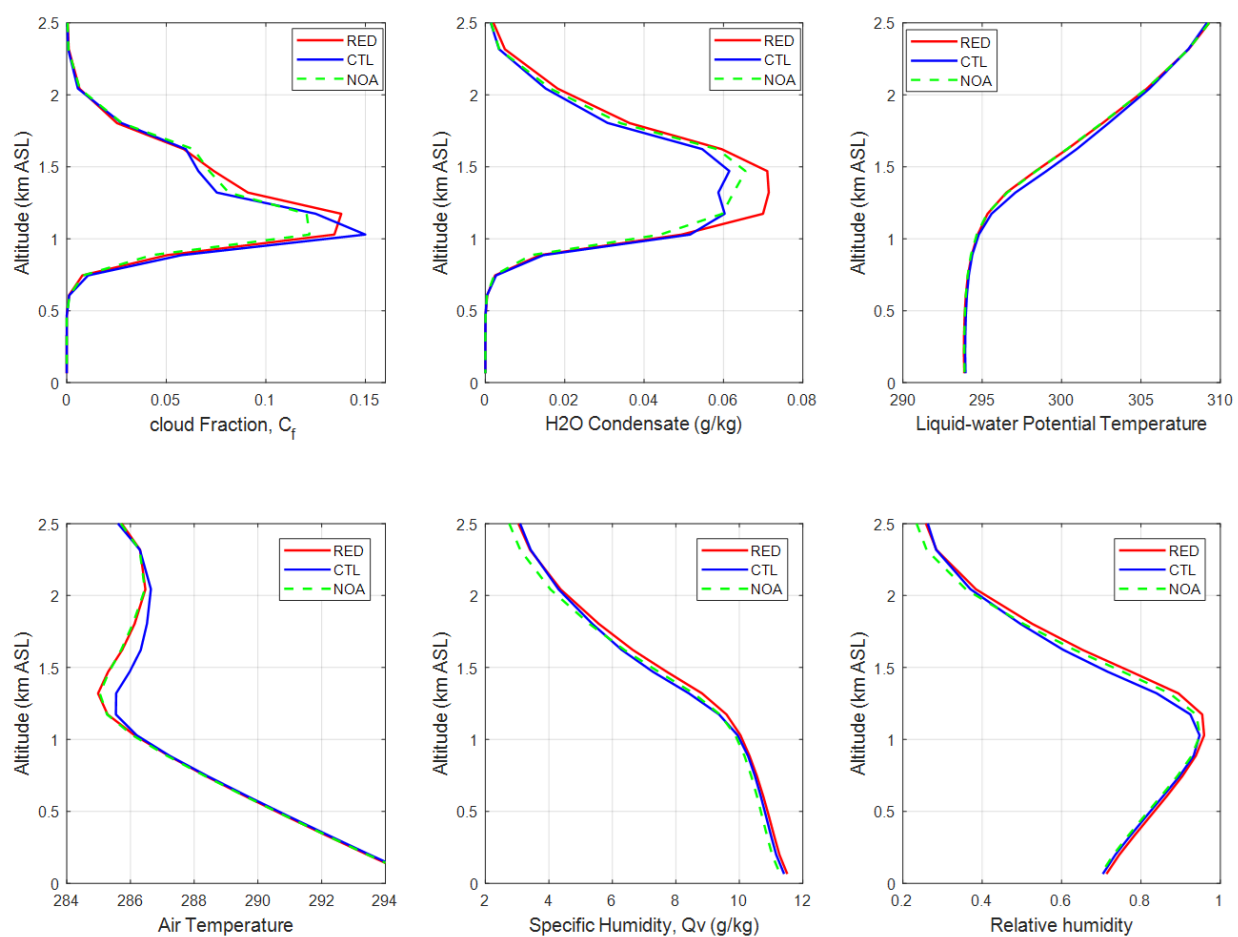 2.5
2
1.5
1
0.5
0
Altitude (km ASL)
RED
CTL
NOA
0 0.05 0.1 0.15
cloud Fraction, C_f
2.5
2
1.5
1
0.5
0
Altitude (km ASL)
RED
CTL
NOA
0 0.02 0.04 0.06 0.08
H2O Condensate (g/kg)
2.5
2
1.5
1
0.5
0
Altitude (km ASL)
RED
CTL
NOA
290 295 300 305 310
Liquid-water Potential Temperature
2.5
2
1.5
1
0.5
0
Altitude (km ASL)
RED
CTL
NOA
284 286 288 290 292 294
Air Temperature
2.5
2
1.5
1
0.5
0
Altitude (km ASL)
RED
CTL
NOA
2 4 6 8 10 12
Specific Humidity, Qv (g/kg)
2.5
2
1.5
1
0.5
0
Altitude (km ASL)
RED
CTL
NOA
0.2 0.4 0.6 0.8 1
Relative humidity